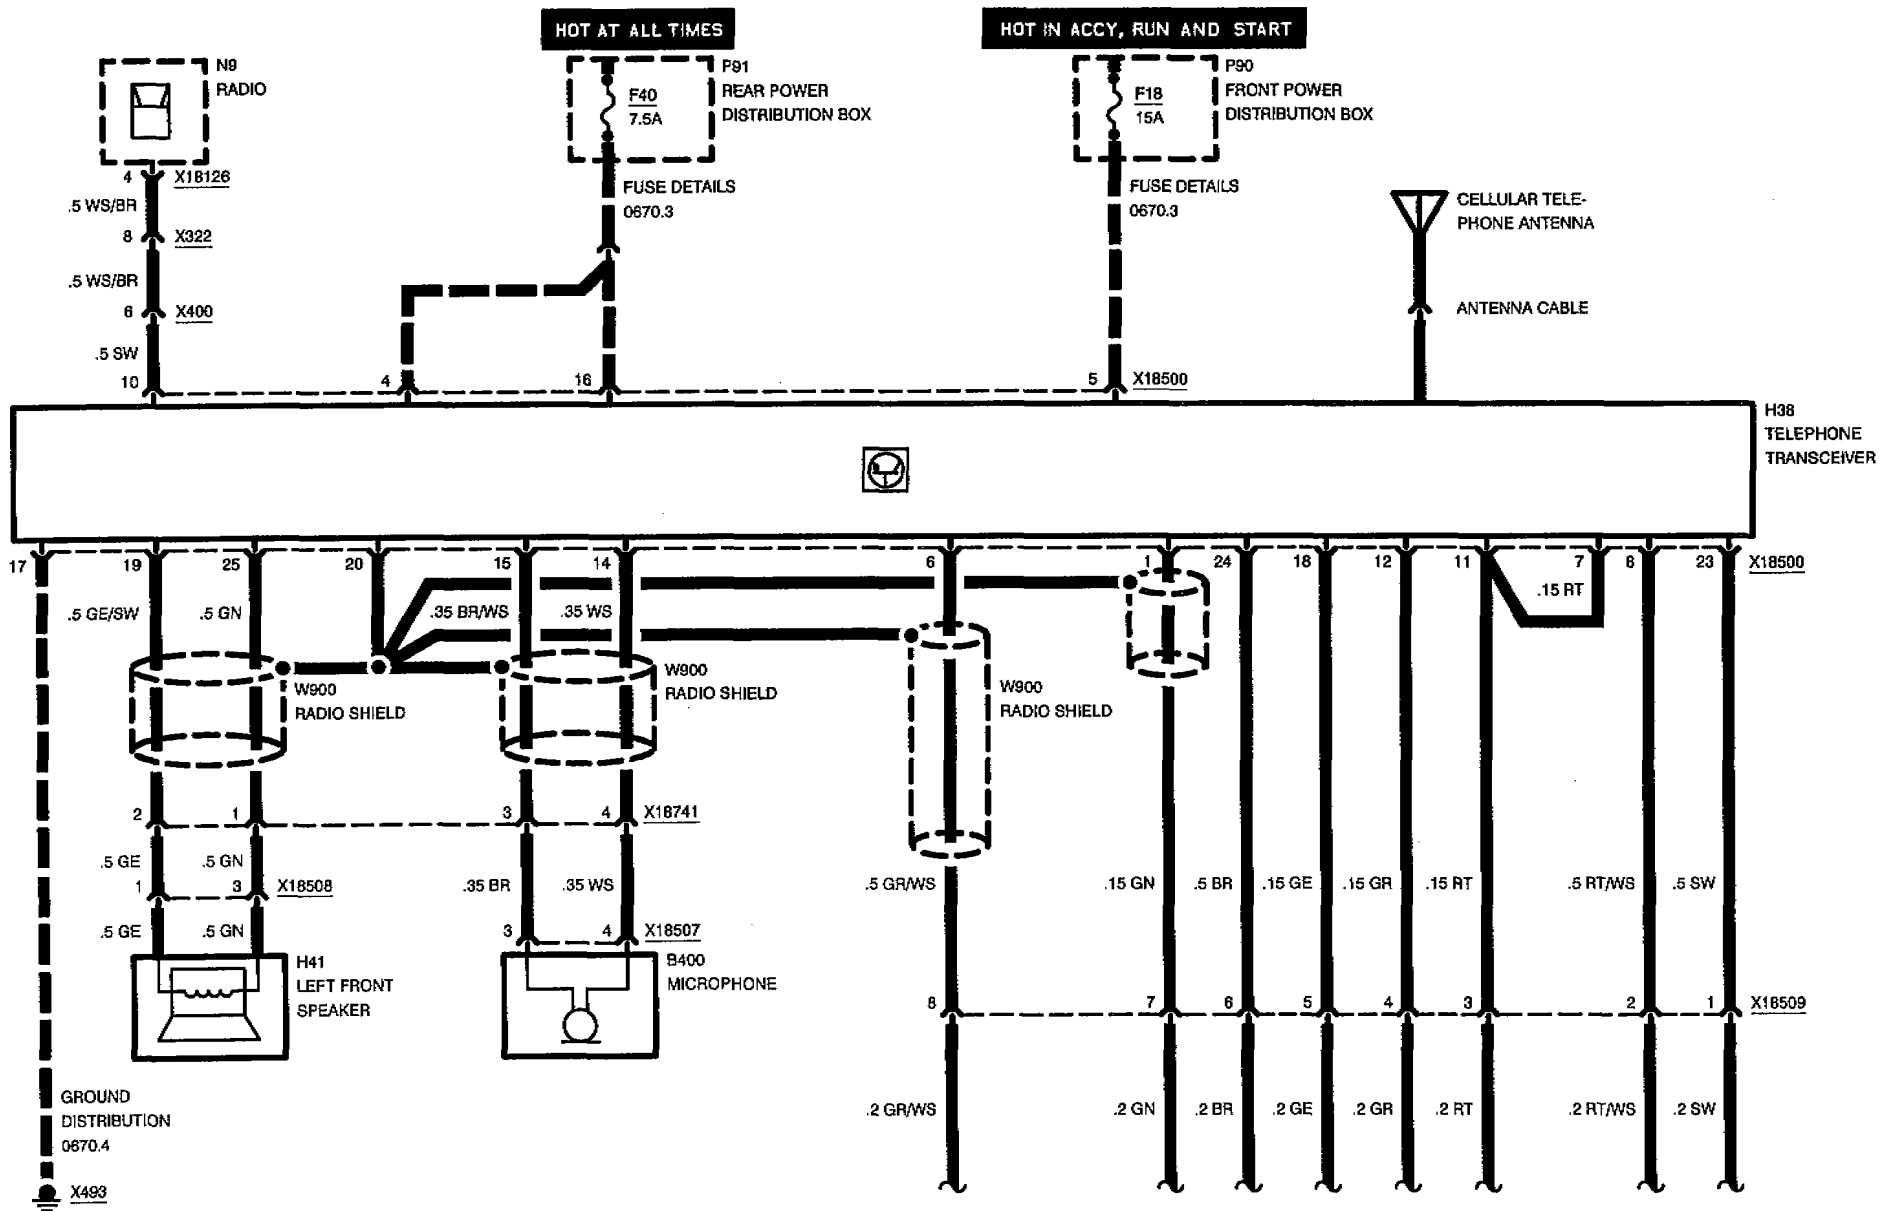 HOT AT ALL TIMES
HOT IN ACCY, RUN AND START
N9
RADIO
F40
7.5A
P91
REAR POWER
DISTRIBUTION BOX
F18
15A
P90
FRONT POWER
DISTRIBUTION BOX
4 X18126
.5 WS/BR
8 X322
.5 WS/BR
6 X400
.5 SW
FUSE DETAILS
0670.3
FUSE DETAILS
0670.3
CELLULAR TELE-
PHONE ANTENNA
ANTENNA CABLE
10 4 16 5 X18500
H38
TELEPHONE
TRANSCEIVER
17 19 25 20 15 14 6 1 24 18 12 11 7 8 23 X18500
.5 GE/SW .5 GN .35 BR/WS .35 WS .15 RT
W900
RADIO SHIELD
W900
RADIO SHIELD
W900
RADIO SHIELD
2 1 3 4 X18741
.5 GE .5 GN .35 BR .35 WS .5 GR/WS .15 GN .5 BR .15 GE .15 GR .15 RT .5 RT/WS .5 SW
1 3 X18508
.5 GE .5 GN
3 4 X18507
H41
LEFT FRONT
SPEAKER
B400
MICROPHONE
8 7 6 5 4 3 2 1 X18509
GROUND
DISTRIBUTION
0670.4
.2 GR/WS .2 GN .2 BR .2 GE .2 GR .2 RT .2 RT/WS .2 SW
X493